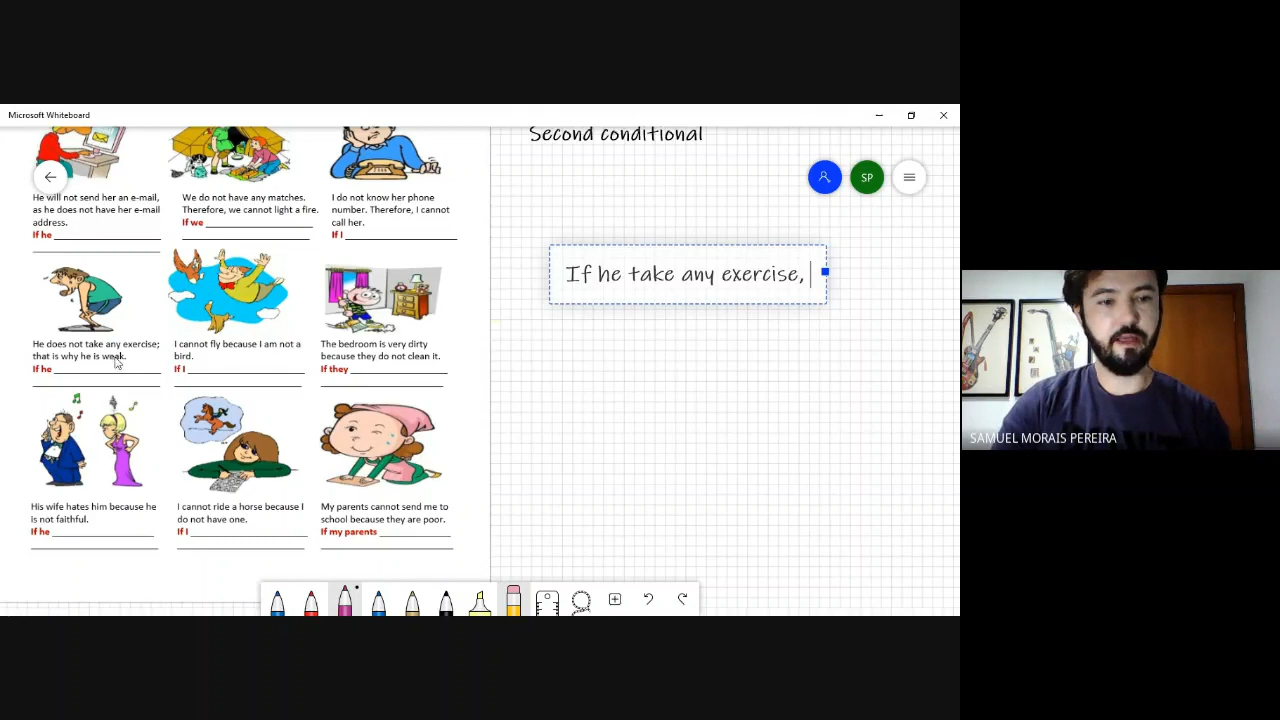 Microsoft Whiteboard
Second conditional
SP
He will not send her an e-mail,
as he does not have her e-mail
address.
If he
We do not have any matches.
Therefore, we cannot light a fire.
If we
I do not know her phone
number. Therefore, I cannot
call her.
If I
If he take any exercise,
He does not take any exercise;
that is why he is weak.
If he
I cannot fly because I am not a
bird.
If I
The bedroom is very dirty
because they do not clean it.
If they
SAMUEL MORAIS PEREIRA
His wife hates him because he
is not faithful.
If he
I cannot ride a horse because I
do not have one.
If I
My parents cannot send me to
school because they are poor.
If my parents